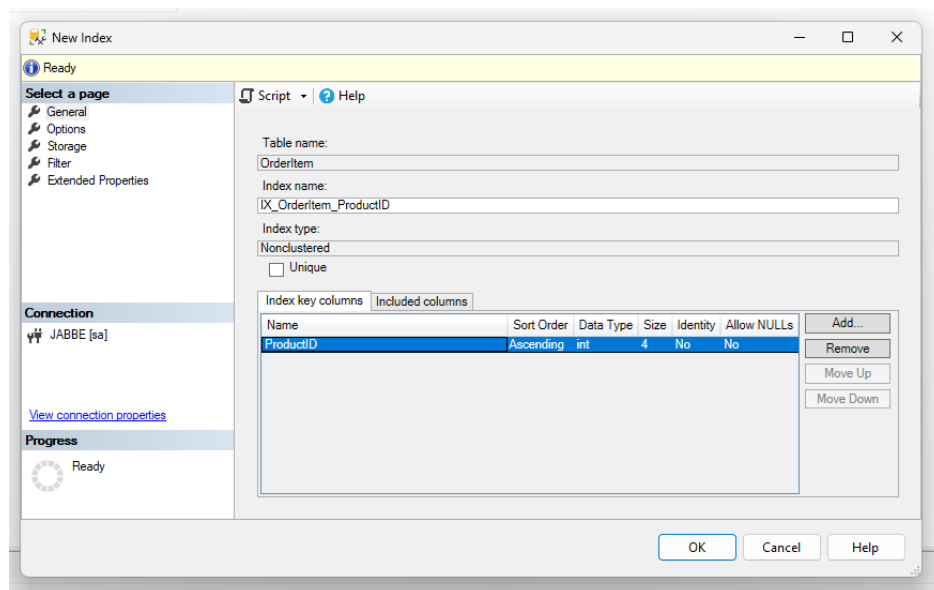 New Index
Ready
Select a page
General
Options
Storage
Filter
Extended Properties
Connection
JABBE [sa]
View connection properties
Progress
Ready
Script Help
Table name:
OrderItem
Index name:
IX_OrderItem_ProductID
Index type:
Nonclustered
Unique
Index key columns Included columns
Name Sort Order Data Type Size Identity Allow NULLs
ProductID Ascending int 4 No No
Add...
Remove
Move Up
Move Down
OK Cancel Help